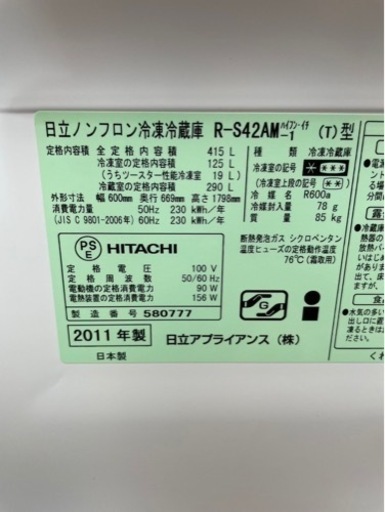 日立ノンフロン冷凍冷蔵庫 R-S42AM-1 ハイフン・イチ (T)型
定格内容積 全定格内容積 415 L
冷凍室の定格内容積 125 L
(うちツースター性能冷凍室 19 L)
冷蔵室の定格内容積 290 L
外形寸法 幅600mm 奥行669mm 高さ1798mm
消費電力量 50Hz 230 kWh/年
(JIS C 9801-2006年) 60Hz 230 kWh/年
種類 冷凍冷蔵庫
冷凍室の記号 ****
(冷凍室上段の記号 **)
冷媒 R600a
冷媒封入量 78 g
質量 85 kg
PS
E
HITACHI
定格電圧 100 V
定格周波数 50/60 Hz
電動機の定格消費電力 90 W
電熱装置の定格消費電力 156 W
製造番号 580777
断熱発泡ガス シクロペンタン
温度ヒューズの定格動作温度
76℃ (霜取用)
G
2011年製
日本製
日立アプライアンス(株)